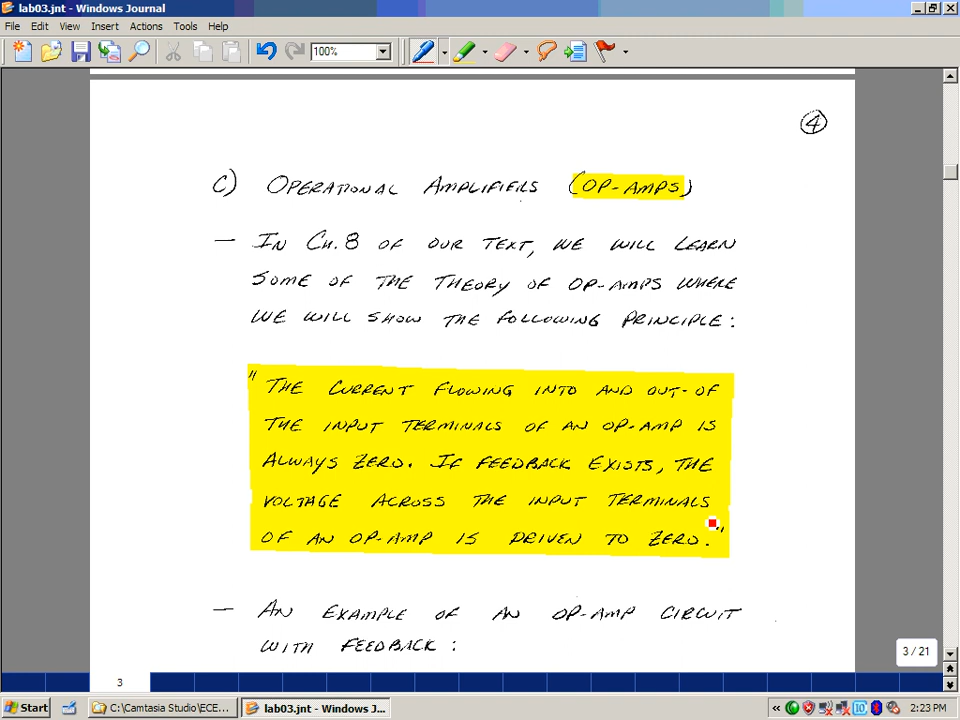 lab03.jnt - Windows Journal
File Edit View Insert Actions Tools Help
100%
4
C) OPERATIONAL AMPLIFIERS (OP-AMPS)
— IN CH. 8 OF OUR TEXT, WE WILL LEARN
SOME OF THE THEORY OF OP-AMPS WHERE
WE WILL SHOW THE FOLLOWING PRINCIPLE:
"THE CURRENT FLOWING INTO AND OUT-OF
THE INPUT TERMINALS OF AN OP-AMP IS
ALWAYS ZERO. IF FEEDBACK EXISTS, THE
VOLTAGE ACROSS THE INPUT TERMINALS
OF AN OP-AMP IS DRIVEN TO ZERO."
— AN EXAMPLE OF AN OP-AMP CIRCUIT
WITH FEEDBACK:
3 / 21
3
Start C:\Camtasia Studio\ECE... lab03.jnt - Windows J... 2:23 PM